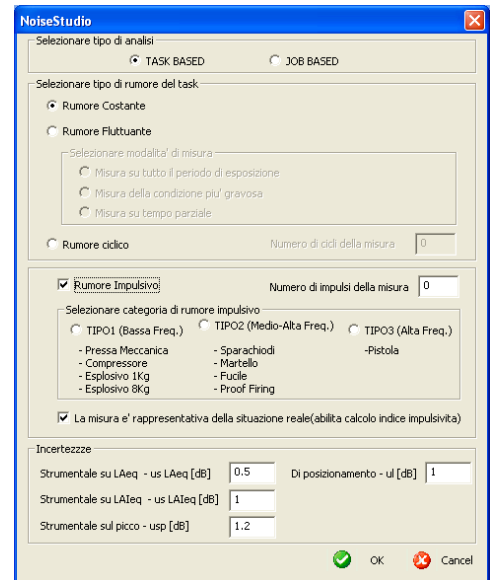 NoiseStudio
Selezionare tipo di analisi
TASK BASED JOB BASED
Selezionare tipo di rumore del task
Rumore Costante
Rumore Fluttuante
Selezionare modalita' di misura
Misura su tutto il periodo di esposizione
Misura della condizione piu' gravosa
Misura su tempo parziale
Rumore ciclico Numero di cicli della misura 0
Rumore Impulsivo Numero di impulsi della misura 0
Selezionare categoria di rumore impulsivo
TIPO1 (Bassa Freq.) TIPO2 (Medio-Alta Freq.) TIPO3 (Alta Freq.)
- Pressa Meccanica - Sparachiodi -Pistola
- Compressore - Martello
- Esplosivo 1Kg - Fucile
- Esplosivo 8Kg - Proof Firing
La misura e' rappresentativa della situazione reale(abilita calcolo indice impulsivita)
Incertezzze
Strumentale su LAeq - us LAeq [dB] 0.5 Di posizionamento - ul [dB] 1
Strumentale su LAIeq - us LAIeq [dB] 1
Strumentale sul picco - usp [dB] 1.2
OK Cancel